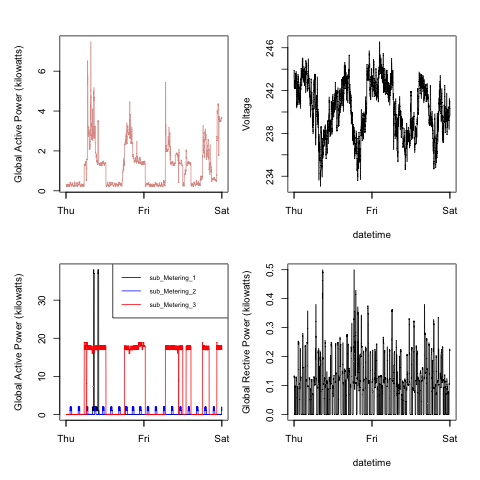 Global Active Power (kilowatts)
0 2 4 6
Thu Fri Sat
Voltage
234 238 242 246
Thu Fri Sat
datetime
Global Active Power (kilowatts)
0 10 20 30
sub_Metering_1
sub_Metering_2
sub_Metering_3
Thu Fri Sat
Global Rective Power (kilowatts)
0.0 0.1 0.2 0.3 0.4 0.5
Thu Fri Sat
datetime